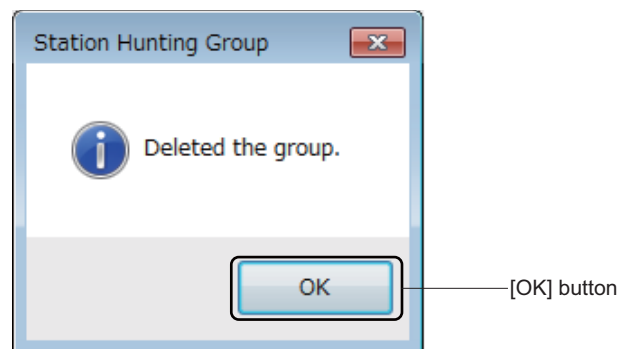 Station Hunting Group
Deleted the group.
OK
[OK] button